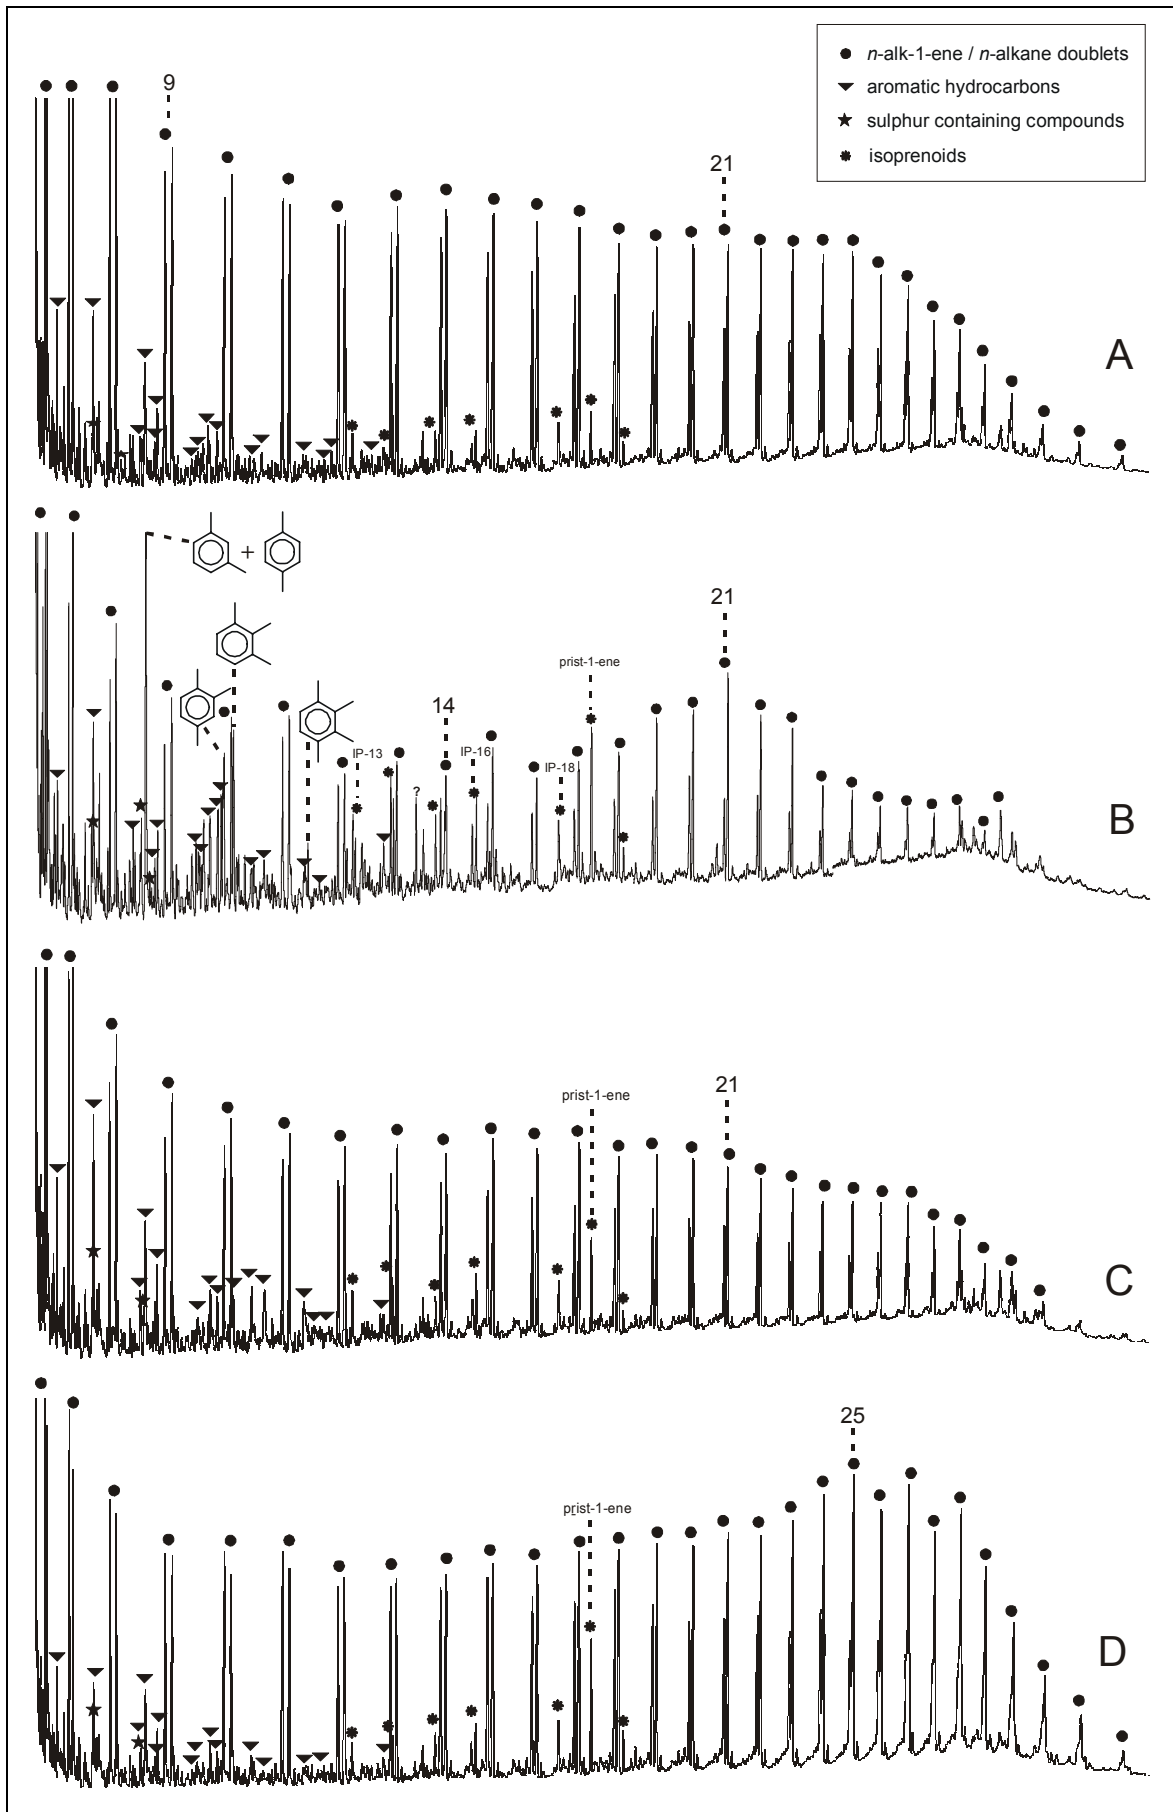 n-alk-1-ene / n-alkane doublets
aromatic hydrocarbons
sulphur containing compounds
isoprenoids
9
21
A
+
21
prist-1-ene
14
IP-13
IP-16
IP-18
?
B
21
prist-1-ene
C
25
prist-1-ene
D